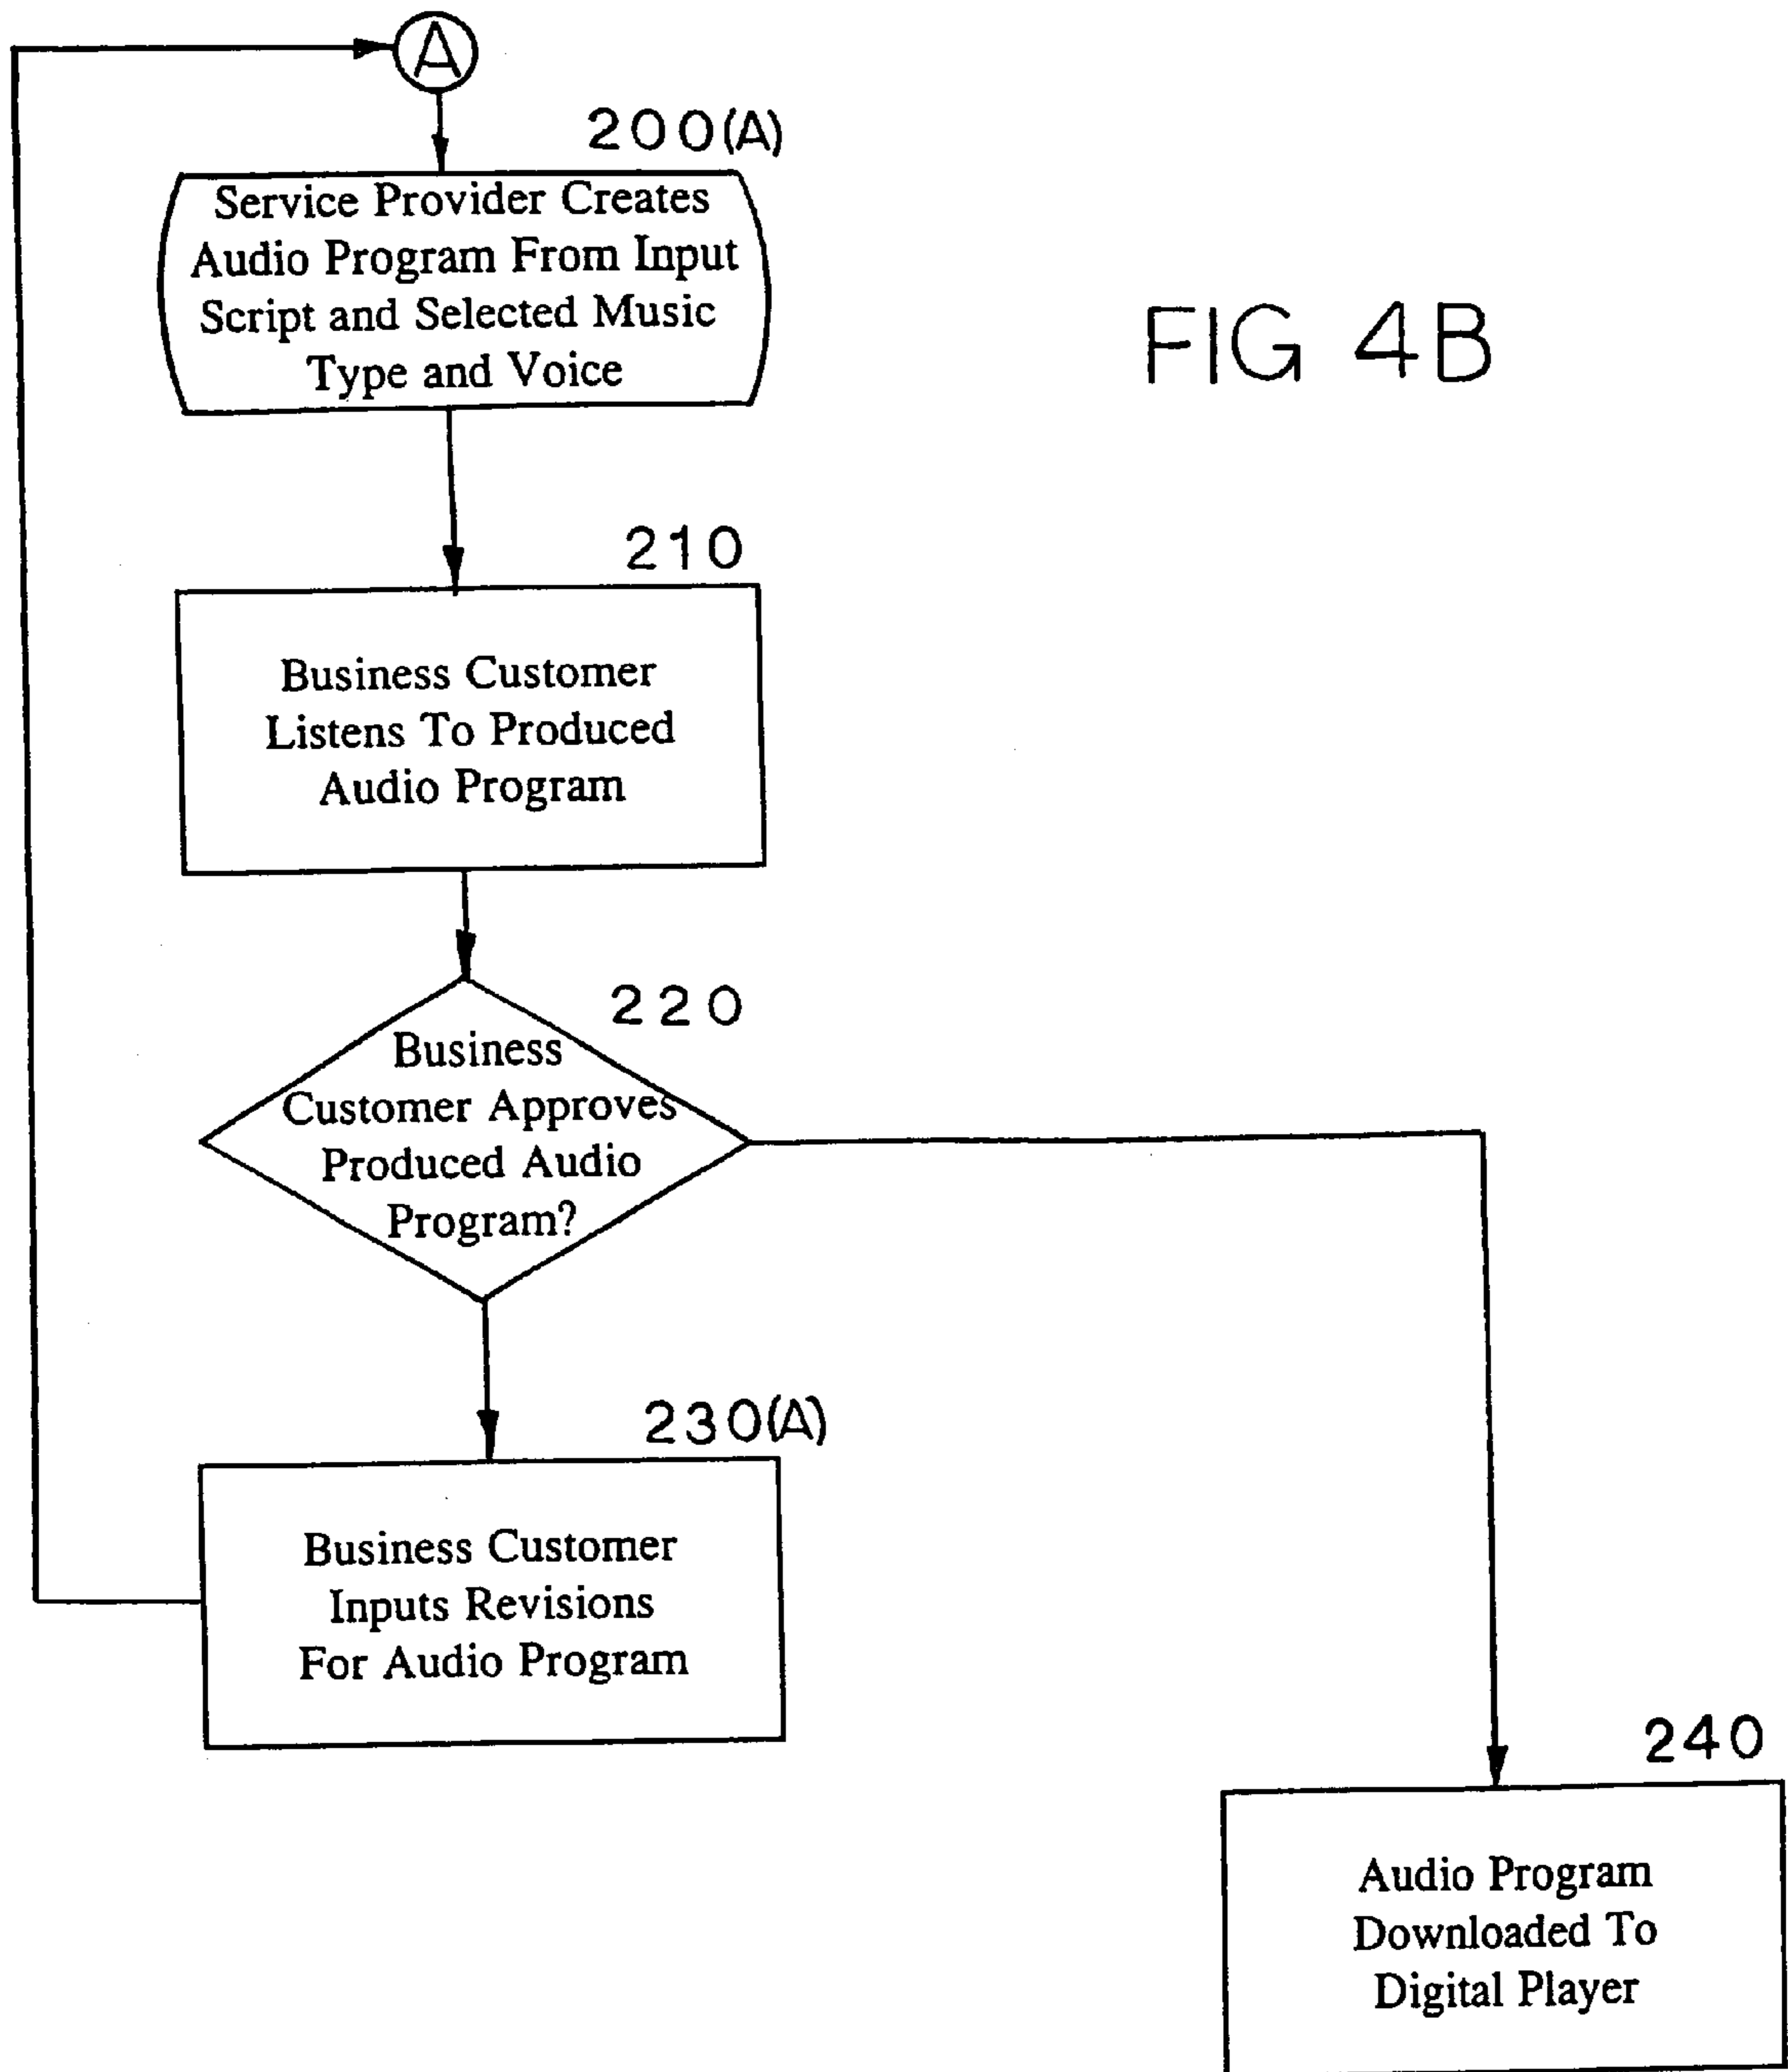 A
200(A)
Service Provider Creates
Audio Program From Input
Script and Selected Music
Type and Voice
FIG 4B
210
Business Customer
Listens To Produced
Audio Program
220
Business
Customer Approves
Produced Audio
Program?
230(A)
Business Customer
Inputs Revisions
For Audio Program
240
Audio Program
Downloaded To
Digital Player